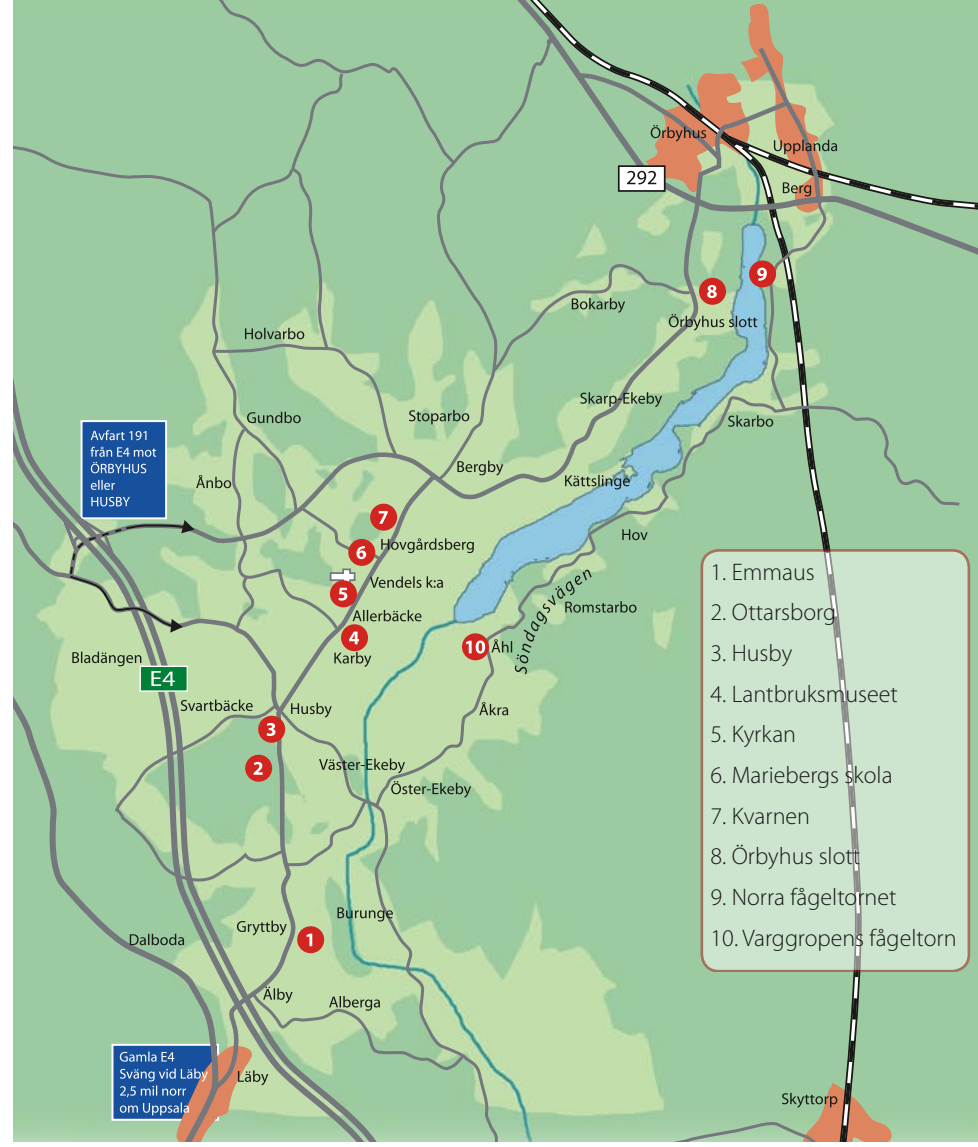 Örbyhus
Upplanda
292
Berg
9
8
Bokarby
Örbyhus slott
Holvarbo
Skarp-Ekeby
Stoparbo
Gundbo
Skarbo
Avfart 191
från E4 mot
ÖRBYHUS
eller
HUSBY
Bergby
Ånbo
Kättslinge
7
Hov
Hovgårdsberg
6
Vendels k:a
5
Söndagsvägen
Romstarbo
Allerbäcke
4
Karby
10
Åhl
Bladängen
E4
Svartbäcke
Husby
Åkra
3
2
Väster-Ekeby
Öster-Ekeby
1. Emmaus
2. Ottarsborg
3. Husby
4. Lantbruksmuseet
5. Kyrkan
6. Mariebergs skola
7. Kvarnen
8. Örbyhus slott
9. Norra fågeltornet
10. Varggropens fågeltorn
Burunge
Gryttby
1
Dalboda
Älby
Alberga
Gamla E4
Sväng vid Läby
2,5 mil norr
om Uppsala
Läby
Skyttorp